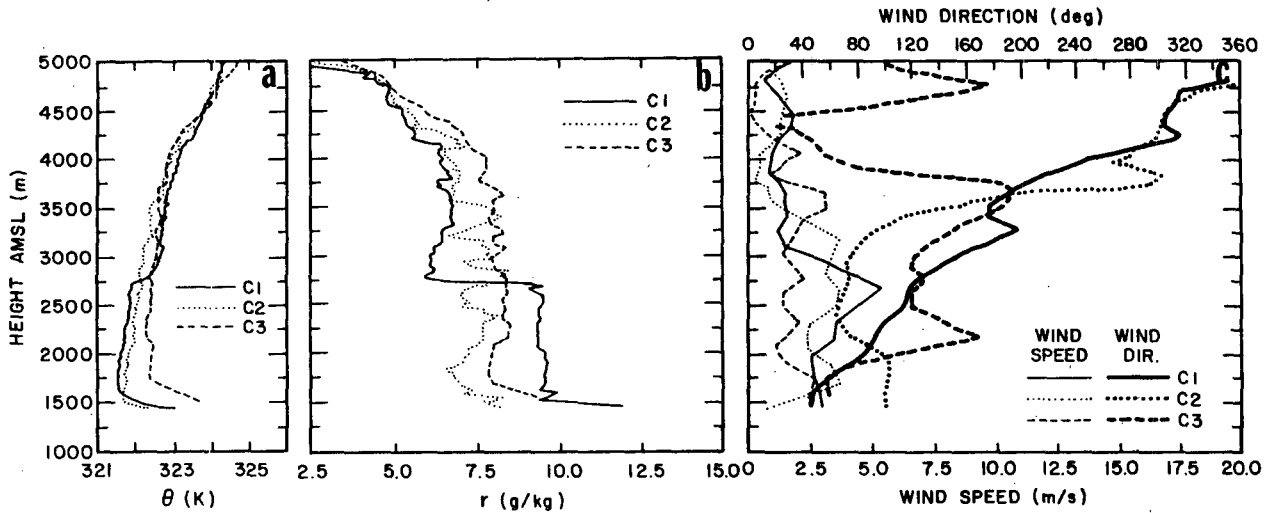 WIND DIRECTION (deg)
0 40 80 120 160 200 240 280 320 360
5000
4500
4000
3500
3000
2500
2000
1500
1000
HEIGHT AMSL (m)
a
C1
C2
C3
321 323 325
θ (K)
b
C1
C2
C3
2.5 5.0 7.5 10.0 12.5 15.0
r (g/kg)
C
WIND SPEED
WIND DIR.
C1
C2
C3
0 2.5 5.0 7.5 10.0 12.5 15.0 17.5 20.0
WIND SPEED (m/s)